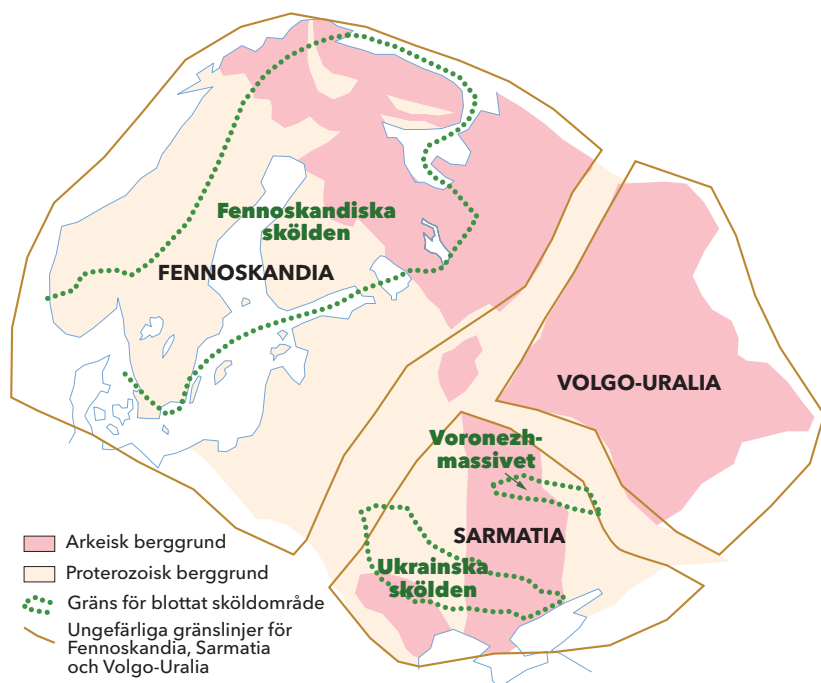 Fennoskandiska
skölden
FENNOSKANDIA
VOLGO-URALIA
Voronezh-
massivet
SARMATIA
Ukrainska
skölden
Arkeisk berggrund
Proterozoisk berggrund
Gräns för blottat sköldområde
Ungefärliga gränslinjer för
Fennoskandia, Sarmatia
och Volgo-Uralia